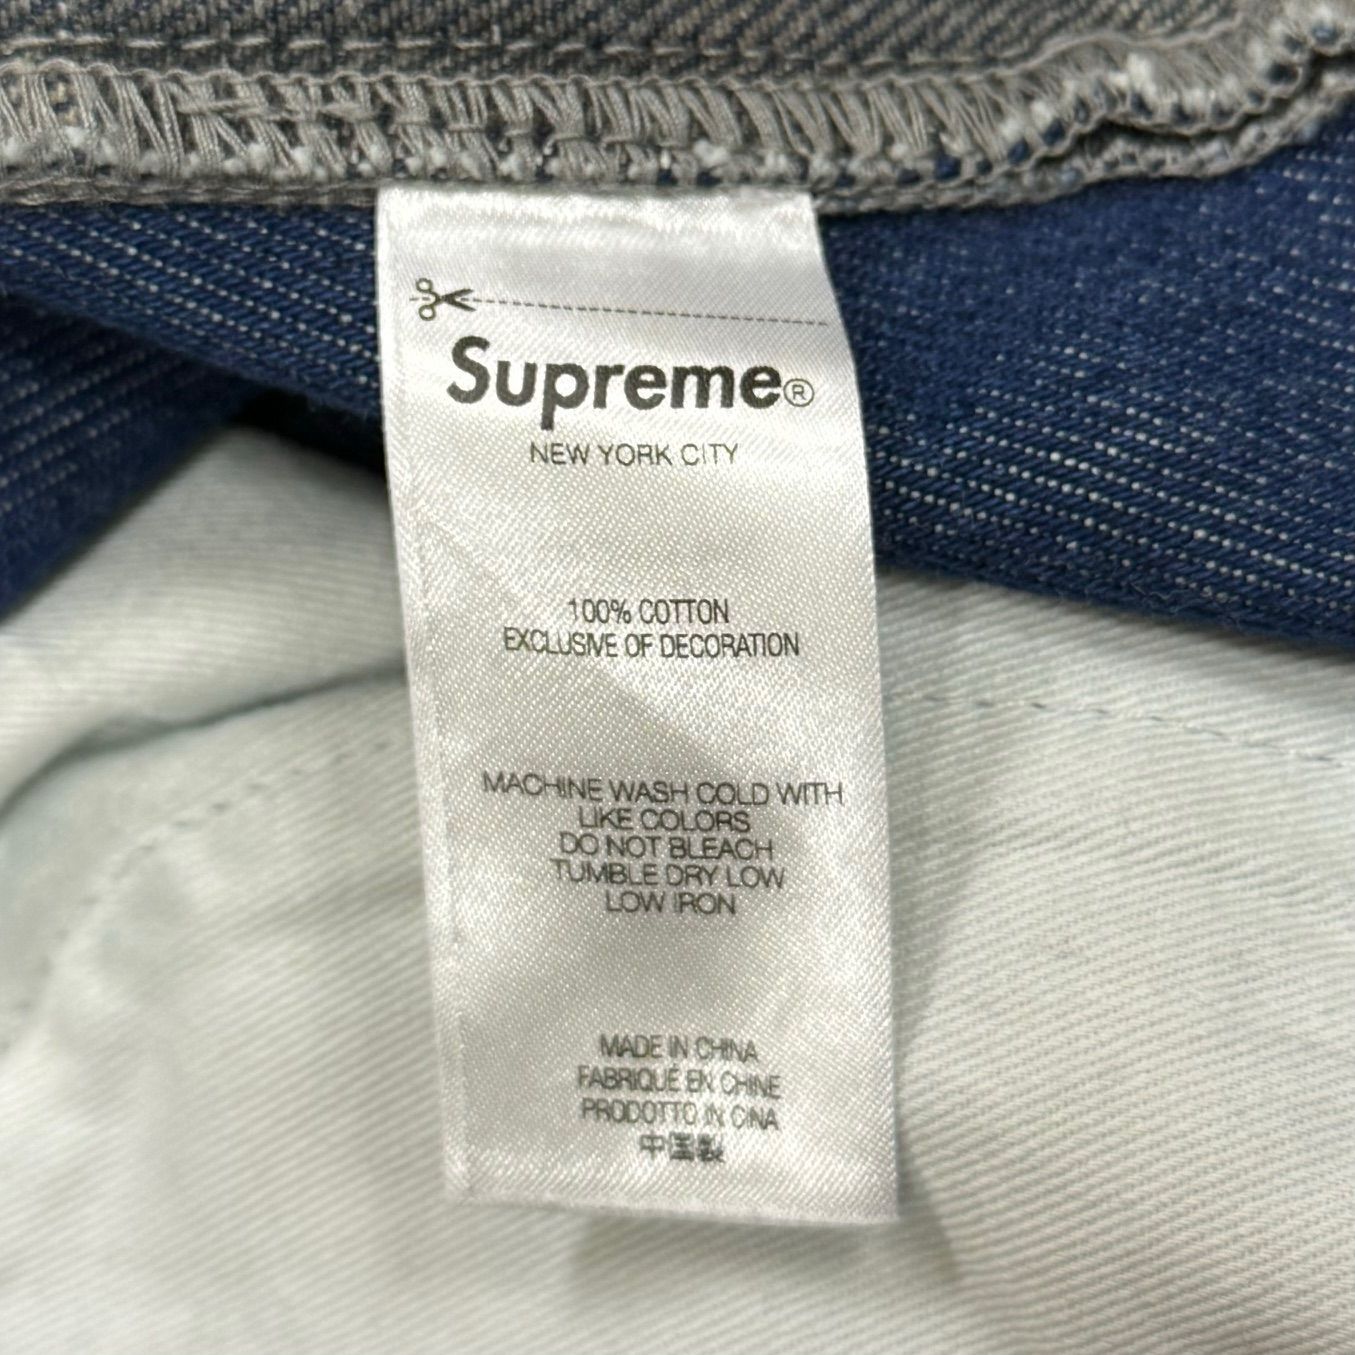 Supreme®
NEW YORK CITY
100% COTTON
EXCLUSIVE OF DECORATION
MACHINE WASH COLD WITH
LIKE COLORS
DO NOT BLEACH
TUMBLE DRY LOW
LOW IRON
MADE IN CHINA
FABRIQUÉ EN CHINE
PRODOTTO IN CINA
中国製